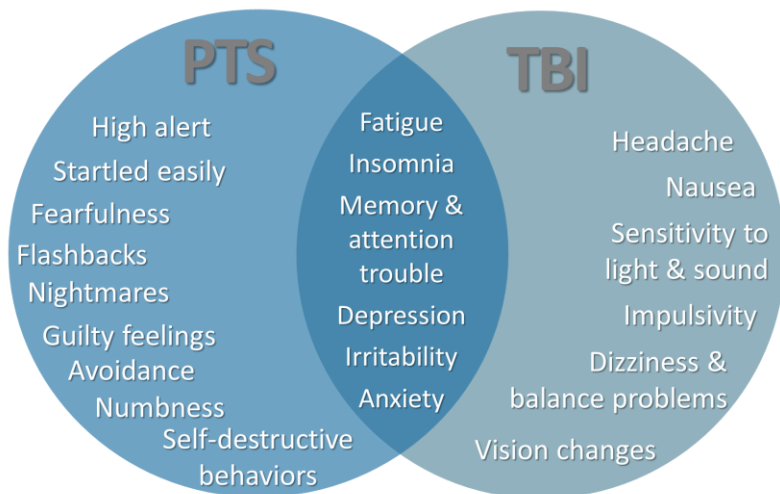 PTS
High alert
Startled easily
Fearfulness
Flashbacks
Nightmares
Guilty feelings
Avoidance
Numbness
Self-destructive
behaviors
Fatigue
Insomnia
Memory &
attention
trouble
Depression
Irritability
Anxiety
TBI
Headache
Nausea
Sensitivity to
light & sound
Impulsivity
Dizziness &
balance problems
Vision changes